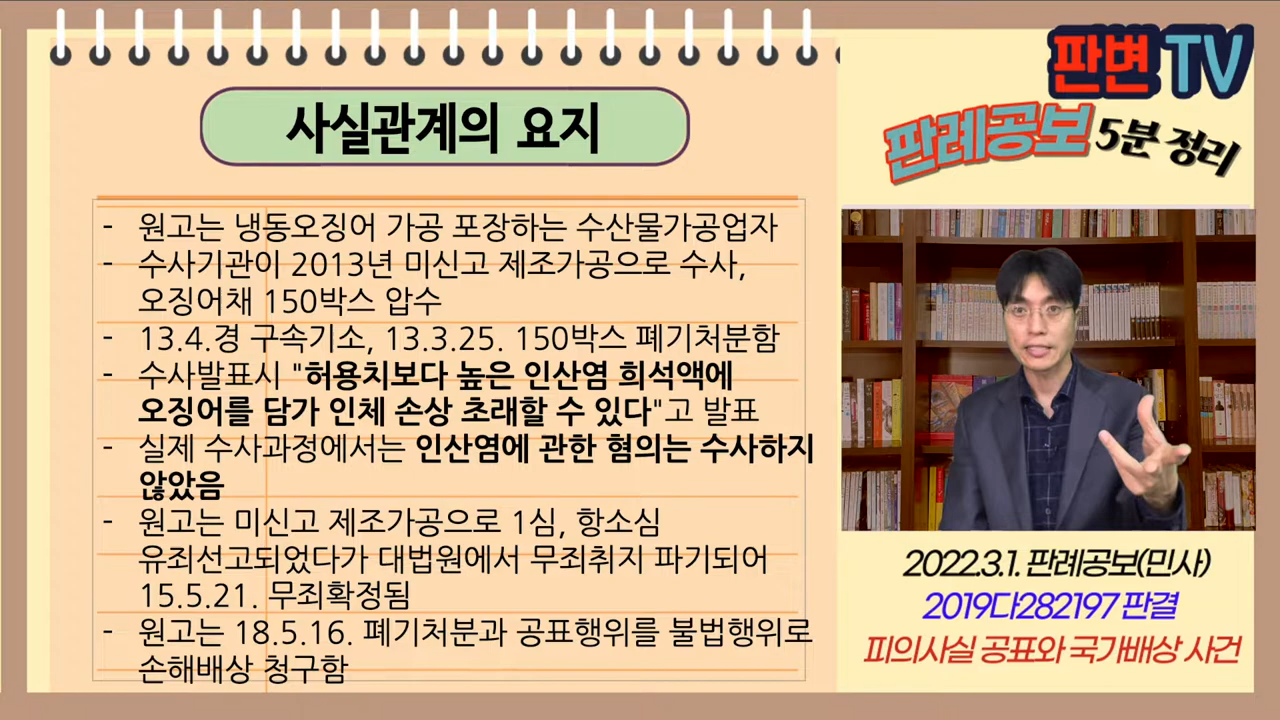 사실관계의 요지
- 원고는 냉동오징어 가공 포장하는 수산물가공업자
- 수사기관이 2013년 미신고 제조가공으로 수사,
오징어채 150박스 압수
- 13.4.경 구속기소, 13.3.25. 150박스 폐기처분함
- 수사발표시 "허용치보다 높은 인산염 희석액에
오징어를 담가 인체 손상 초래할 수 있다"고 발표
- 실제 수사과정에서는 인산염에 관한 혐의는 수사하지
않았음
- 원고는 미신고 제조가공으로 1심, 항소심
유죄선고되었다가 대법원에서 무죄취지 파기되어
15.5.21. 무죄확정됨
- 원고는 18.5.16. 폐기처분과 공표행위를 불법행위로
손해배상 청구함
판변 TV
판례공보 5분 정리
2022.3.1. 판례공보(민사)
2019다282197 판결
피의사실 공표와 국가배상 사건